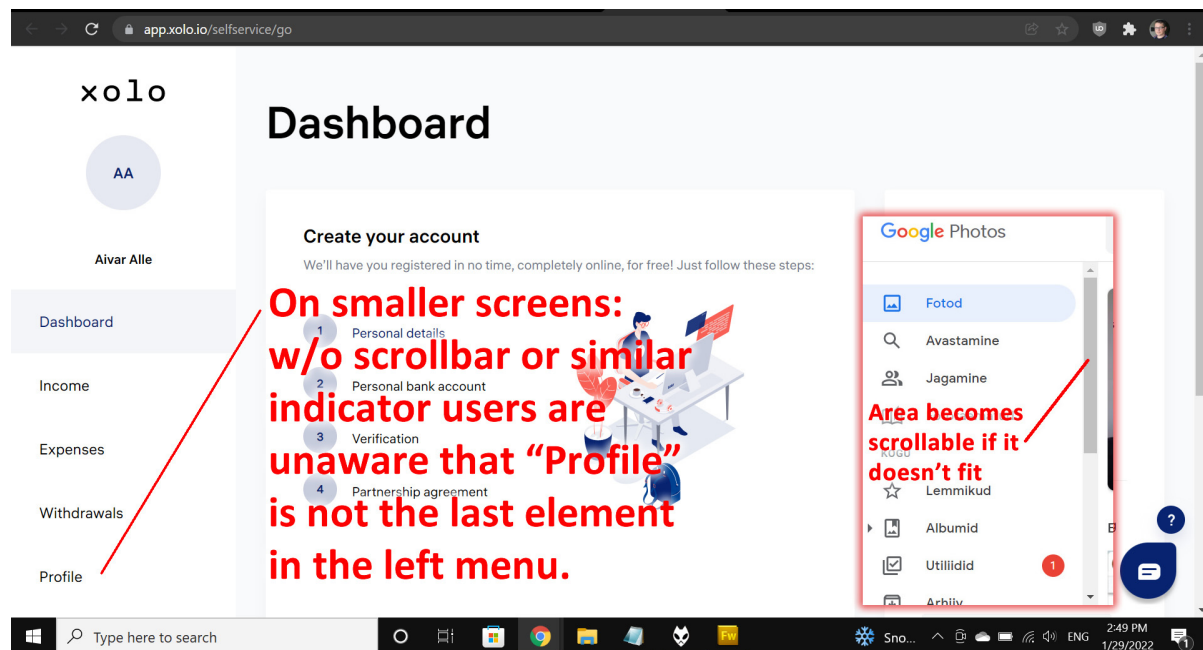 app.xolo.io/selfservice/go
xolo
AA
Aivar Alle
Dashboard
Income
Expenses
Withdrawals
Profile
Dashboard
Create your account
We'll have you registered in no time, completely online, for free! Just follow these steps:
1 Personal details
2 Personal bank account
3 Verification
4 Partnership agreement
On smaller screens:
w/o scrollbar or similar
indicator users are
unaware that “Profile”
is not the last element
in the left menu.
Google Photos
Fotod
Avastamine
Jagamine
KOGU
Lemmikud
Albumid
Utiliidid 1
Arhiiv
Area becomes
scrollable if it
doesn’t fit
?
Type here to search
Fw
Sno...
ENG
2:49 PM
1/29/2022
1